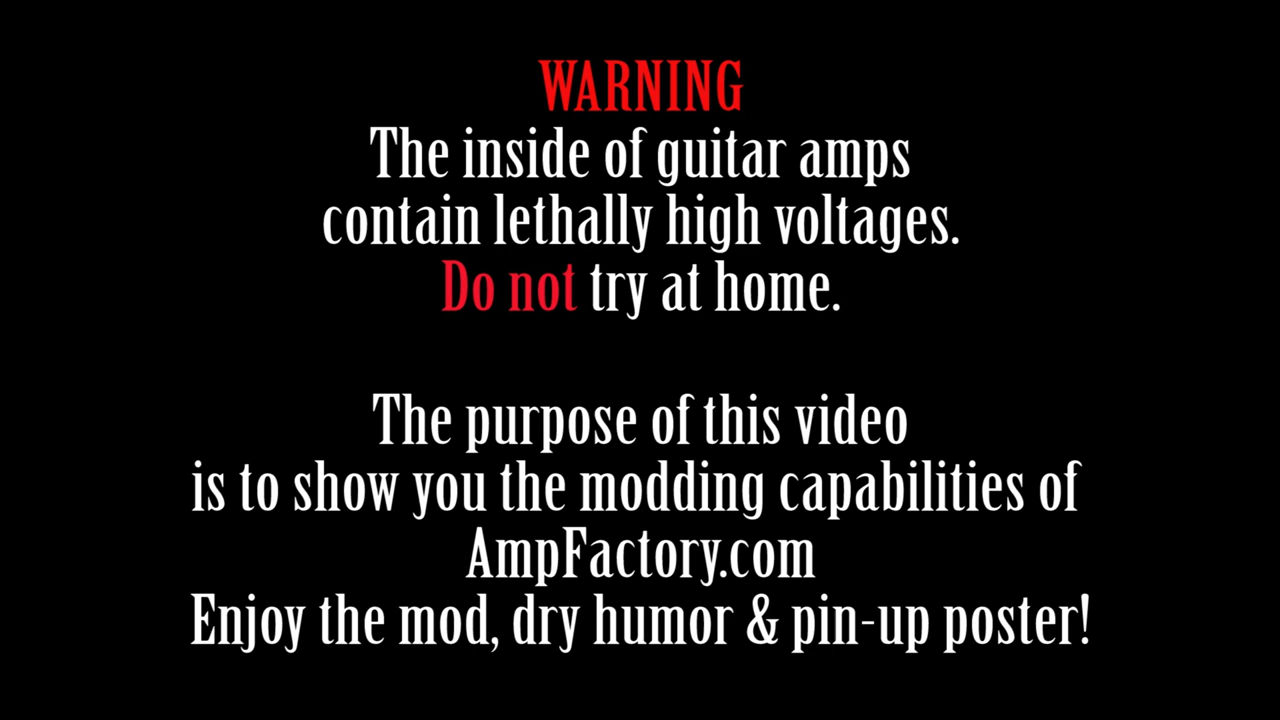 WARNING
The inside of guitar amps
contain lethally high voltages.
Do not try at home.
The purpose of this video
is to show you the modding capabilities of
AmpFactory.com
Enjoy the mod, dry humor & pin-up poster!